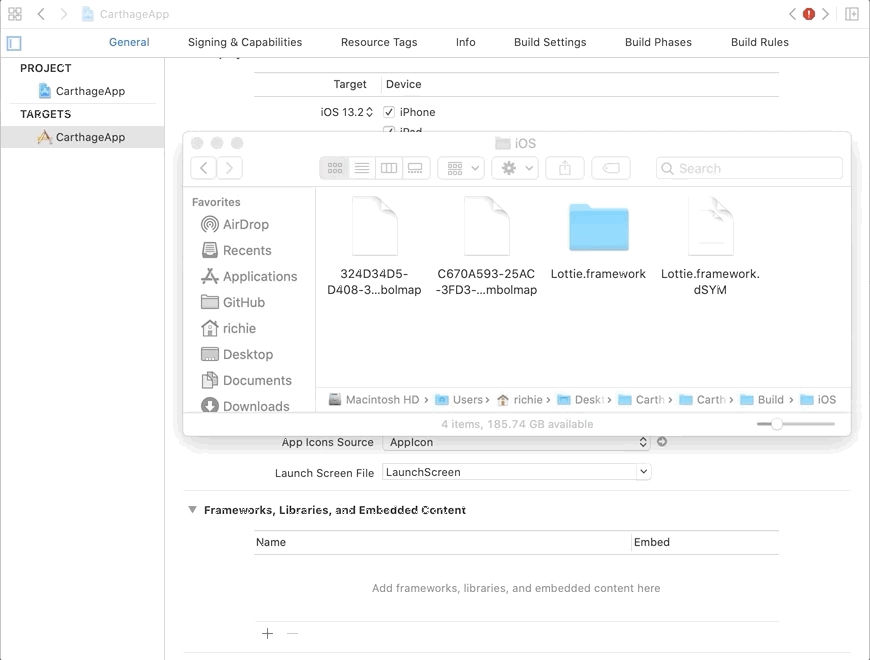 CarthageApp
General Signing & Capabilities Resource Tags Info Build Settings Build Phases Build Rules
PROJECT
CarthageApp
TARGETS
CarthageApp
Target Device
iOS 13.2 iPhone
iPad
iOS
Search
Favorites
AirDrop
Recents
Applications
GitHub
richie
Desktop
Documents
Downloads
324D34D5-
D408-3...bolmap
C670A593-25AC
-3FD3-...mbolmap
Lottie.framework
Lottie.framework.
dSYM
Macintosh HD › Users › richie › Deskt › Carth › Carth › Build › iOS
4 items, 185.74 GB available
App Icons Source AppIcon
Launch Screen File LaunchScreen
Frameworks, Libraries, and Embedded Content
Name Embed
Add frameworks, libraries, and embedded content here